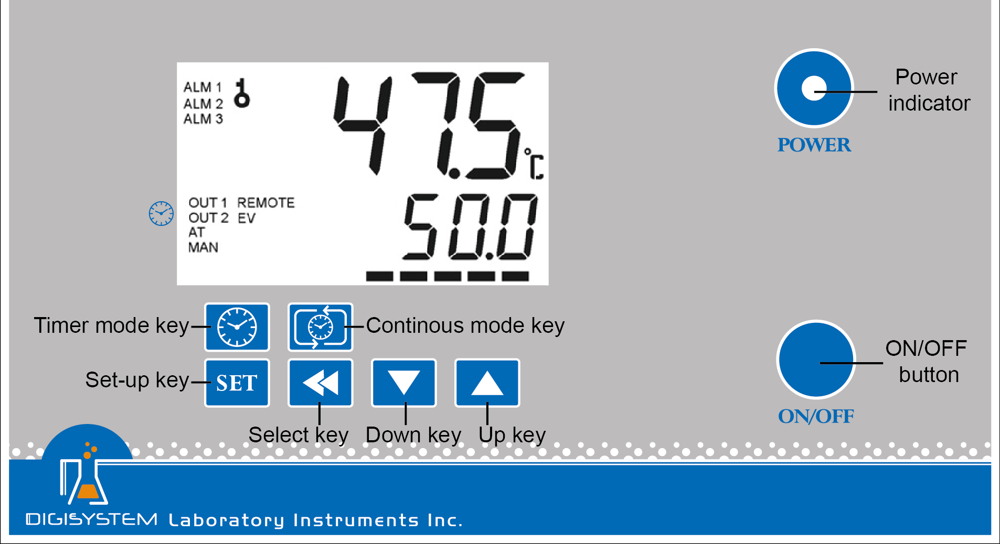 ALM 1
ALM 2
ALM 3
47.5 °C
OUT 1 REMOTE
OUT 2 EV
AT
MAN
50.0
Power
indicator
POWER
Timer mode key
Continous mode key
Set-up key
SET
Select key
Down key
Up key
ON/OFF
button
ON/OFF
DIGISYSTEM Laboratory Instruments Inc.